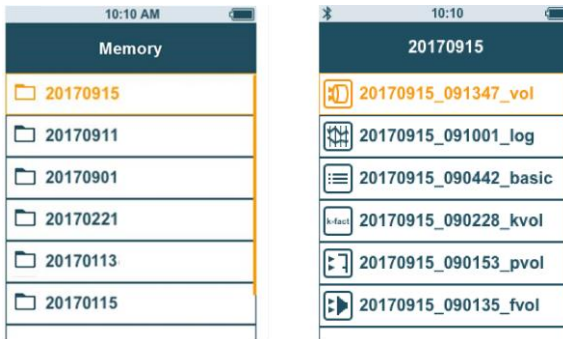 10:10 AM
Memory
20170915
20170911
20170901
20170221
20170113
20170115
10:10
20170915
20170915_091347_vol
20170915_091001_log
20170915_090442_basic
k-fact 20170915_090228_kvol
20170915_090153_pvol
20170915_090135_fvol